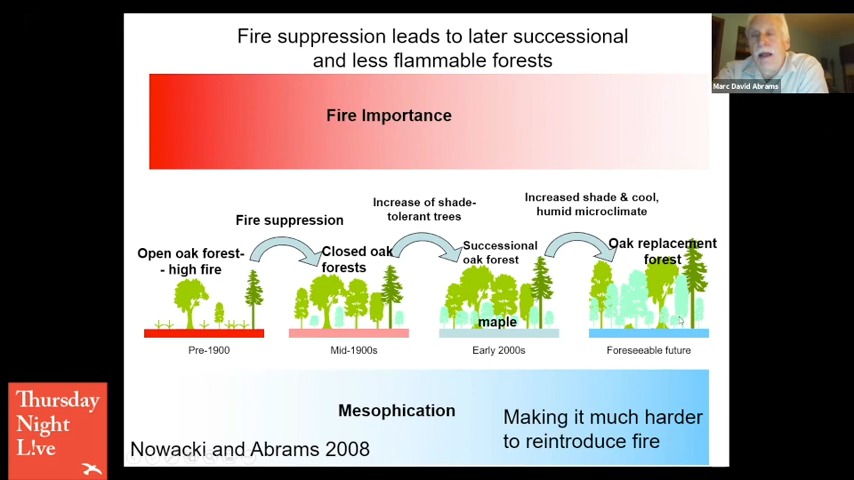 Fire suppression leads to later successional
and less flammable forests
Marc David Abrams
Fire Importance
Fire suppression
Increase of shade-
tolerant trees
Increased shade & cool,
humid microclimate
Open oak forest-
- high fire
Closed oak
forests
Successional
oak forest
Oak replacement
forest
maple
Pre-1900
Mid-1900s
Early 2000s
Foreseeable future
Mesophication
Making it much harder
to reintroduce fire
Nowacki and Abrams 2008
Thursday
Night
L!ve